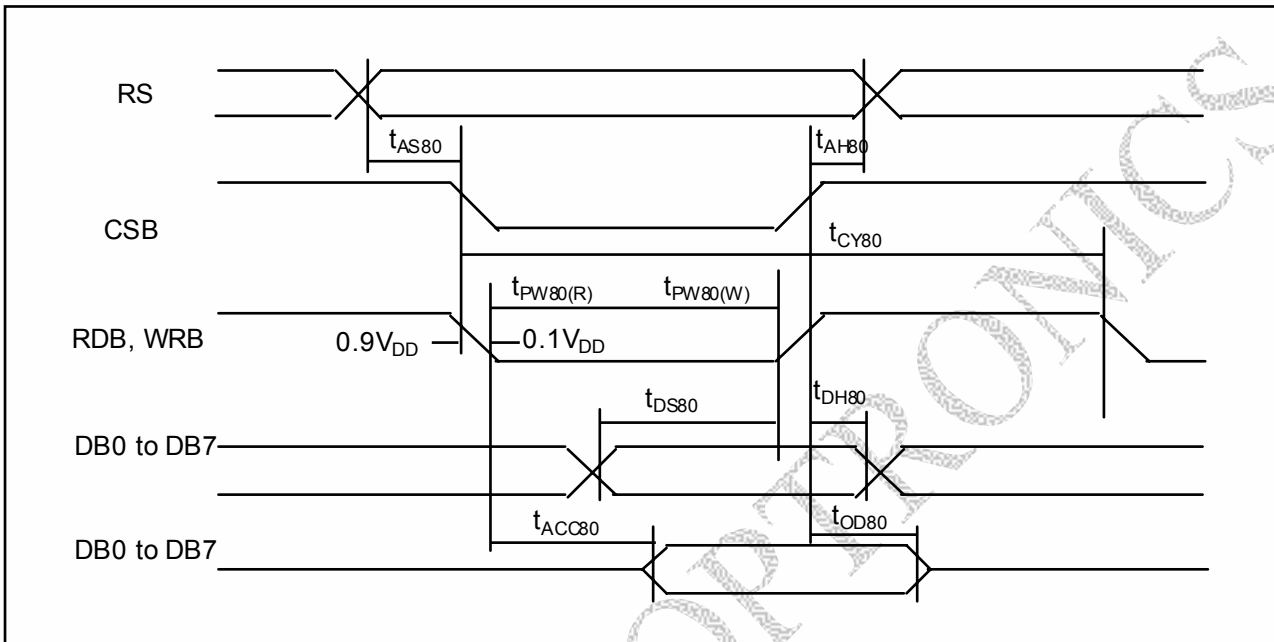 RS
tAS80
tAH80
CSB
tCY80
tPW80(R)
tPW80(W)
RDB, WRB
0.9VDD
0.1VDD
tDS80
tDH80
DB0 to DB7
tACC80
tOD80
DB0 to DB7
OPTRONICS